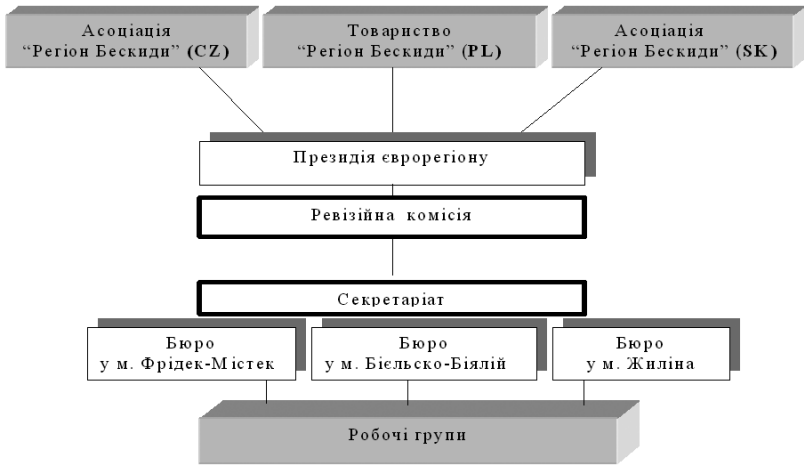 Асоціація
“Регіон Бескиди” (CZ)
Товариство
“Регіон Бескиди” (PL)
Асоціація
“Регіон Бескиди” (SK)
Президія єврорегіону
Ревізійна комісія
Секретаріат
Бюро
у м. Фрідек-Містек
Бюро
у м. Бієльско-Біялій
Бюро
у м. Жиліна
Робочі групи